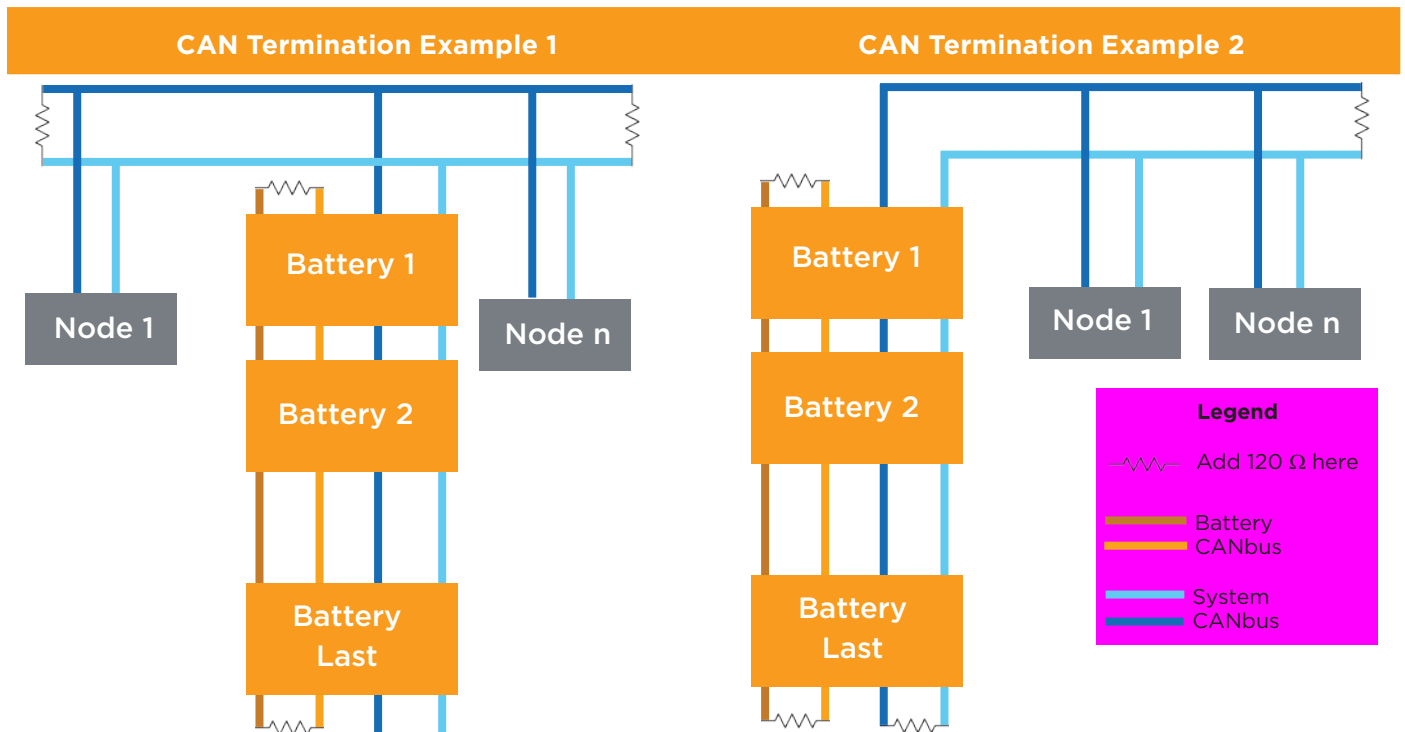 CAN Termination Example 1
CAN Termination Example 2
Battery 1
Node 1
Node n
Battery 2
Battery
Last
Battery 1
Node 1
Node n
Battery 2
Battery
Last
Legend
Add 120 Ω here
Battery
CANbus
System
CANbus